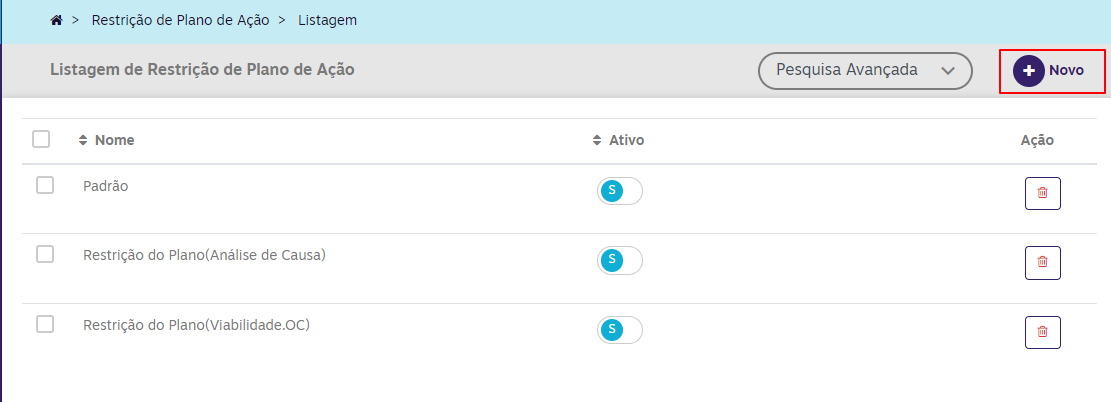 > Restrição de Plano de Ação > Listagem
Listagem de Restrição de Plano de Ação Pesquisa Avançada Novo
Nome Ativo Ação
Padrão S
Restrição do Plano(Análise de Causa) S
Restrição do Plano(Viabilidade.OC) S